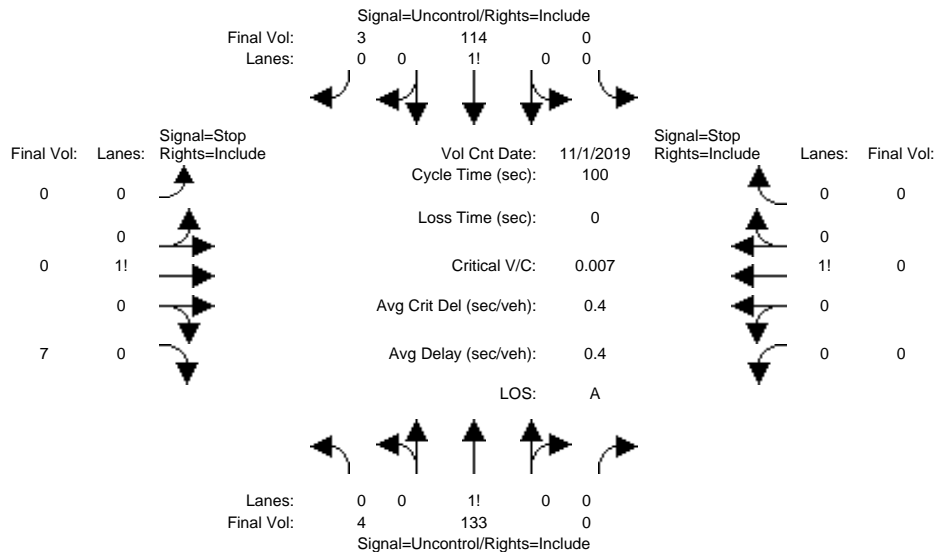 Signal=Uncontrol/Rights=Include
Final Vol: 3 114 0
Lanes: 0 0 1! 0 0
Signal=Stop Signal=Stop
Final Vol: Lanes: Rights=Include Vol Cnt Date: 11/1/2019 Rights=Include Lanes: Final Vol:
Cycle Time (sec): 100
0 0 0 0
Loss Time (sec): 0
0 0
0 1! Critical V/C: 0.007 1! 0
0 Avg Crit Del (sec/veh): 0.4 0
7 0 Avg Delay (sec/veh): 0.4 0 0
LOS: A
Lanes: 0 0 1! 0 0
Final Vol: 4 133 0
Signal=Uncontrol/Rights=Include